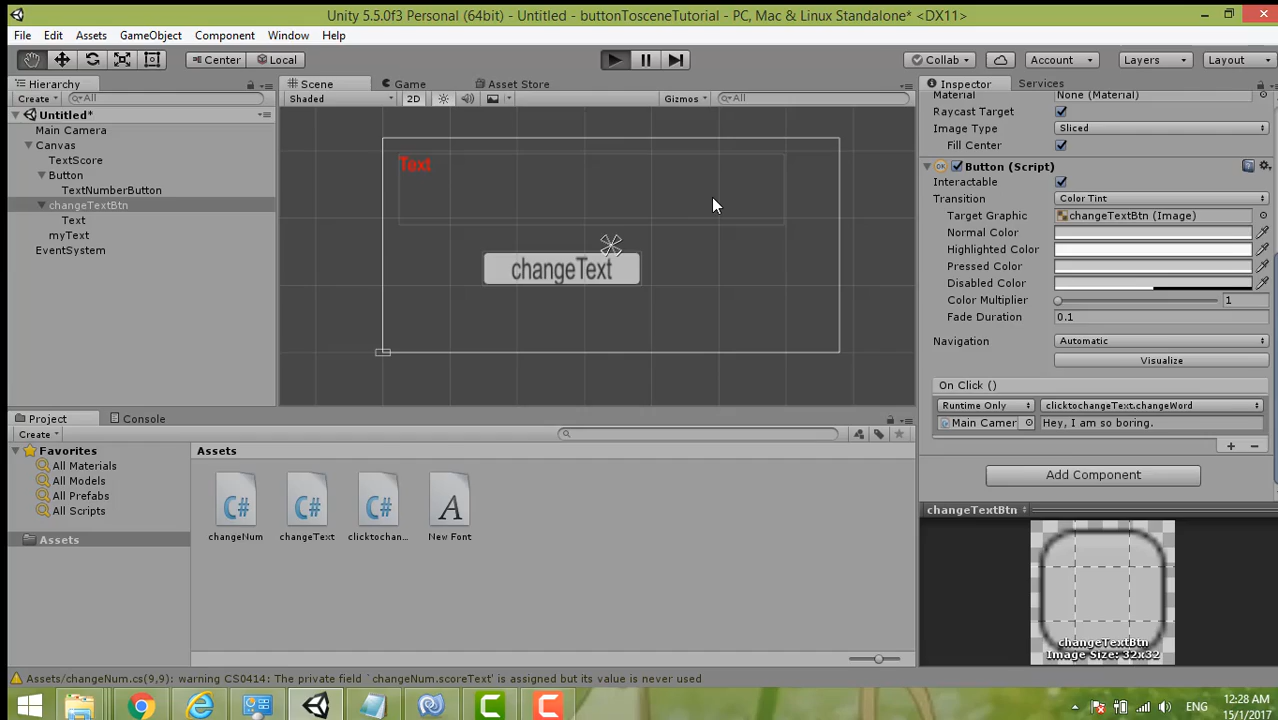 Unity 5.5.0f3 Personal (64bit) - Untitled - buttonTosceneTutorial - PC, Mac & Linux Standalone* <DX11>
File Edit Assets GameObject Component Window Help
Center Local Collab Account Layers Layout
Hierarchy
Create All
Untitled*
Main Camera
Canvas
TextScore
Button
TextNumberButton
changeTextBtn
Text
myText
EventSystem
Scene Game Asset Store
Shaded 2D Gizmos All
Text
changeText
Inspector Services
Material None (Material)
Raycast Target
Image Type Sliced
Fill Center
Button (Script)
Interactable
Transition Color Tint
Target Graphic changeTextBtn (Image)
Normal Color
Highlighted Color
Pressed Color
Disabled Color
Color Multiplier 1
Fade Duration 0.1
Navigation Automatic
Visualize
On Click ()
Runtime Only clicktochangeText.changeWord
Main Camer Hey, I am so boring.
Add Component
changeTextBtn
changeTextBtn
Image Size: 32x32
Project Console
Create
Favorites
All Materials
All Models
All Prefabs
All Scripts
Assets
Assets
C# C# C# A
changeNum changeText clicktochan... New Font
Assets/changeNum.cs(9,9): warning CS0414: The private field `changeNum.scoreText` is assigned but its value is never used
ENG
12:28 AM
15/1/2017